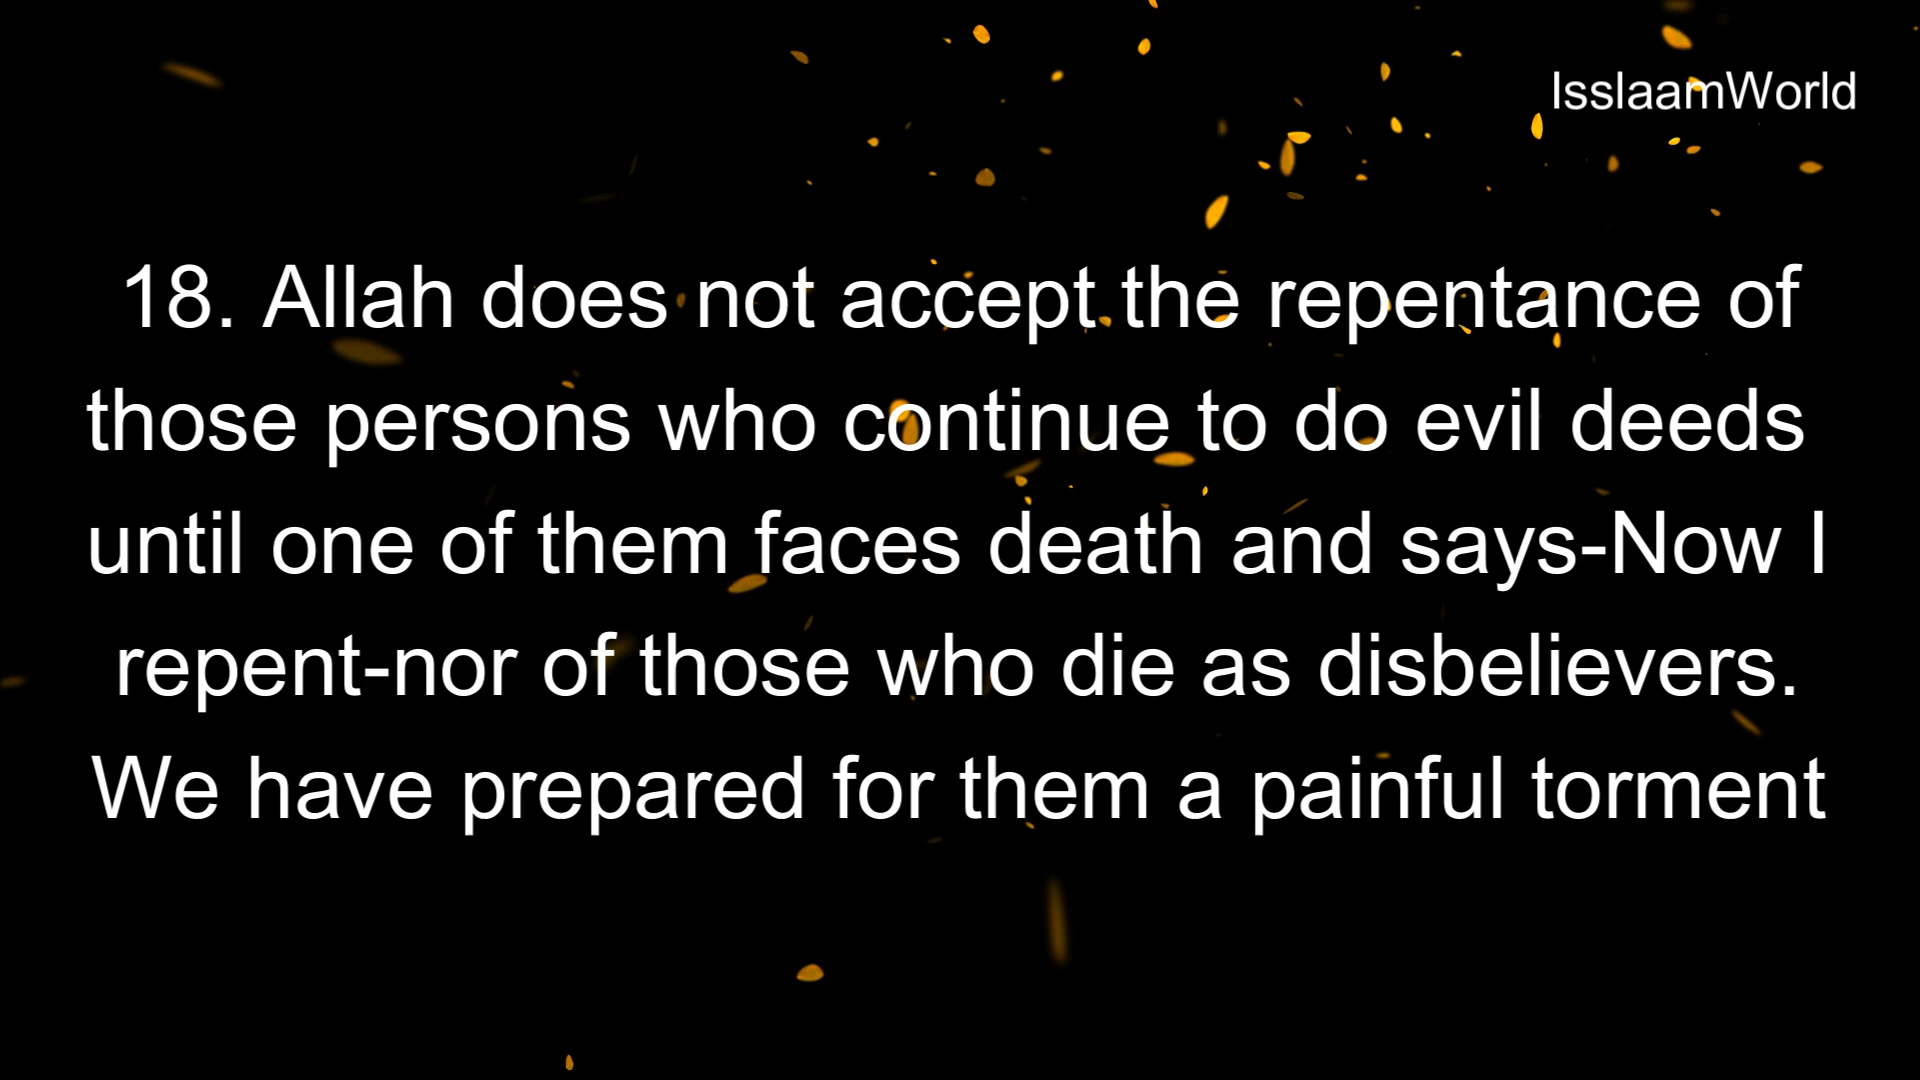 IsslaamWorld
18. Allah does not accept the repentance of
those persons who continue to do evil deeds
until one of them faces death and says-Now I
repent-nor of those who die as disbelievers.
We have prepared for them a painful torment